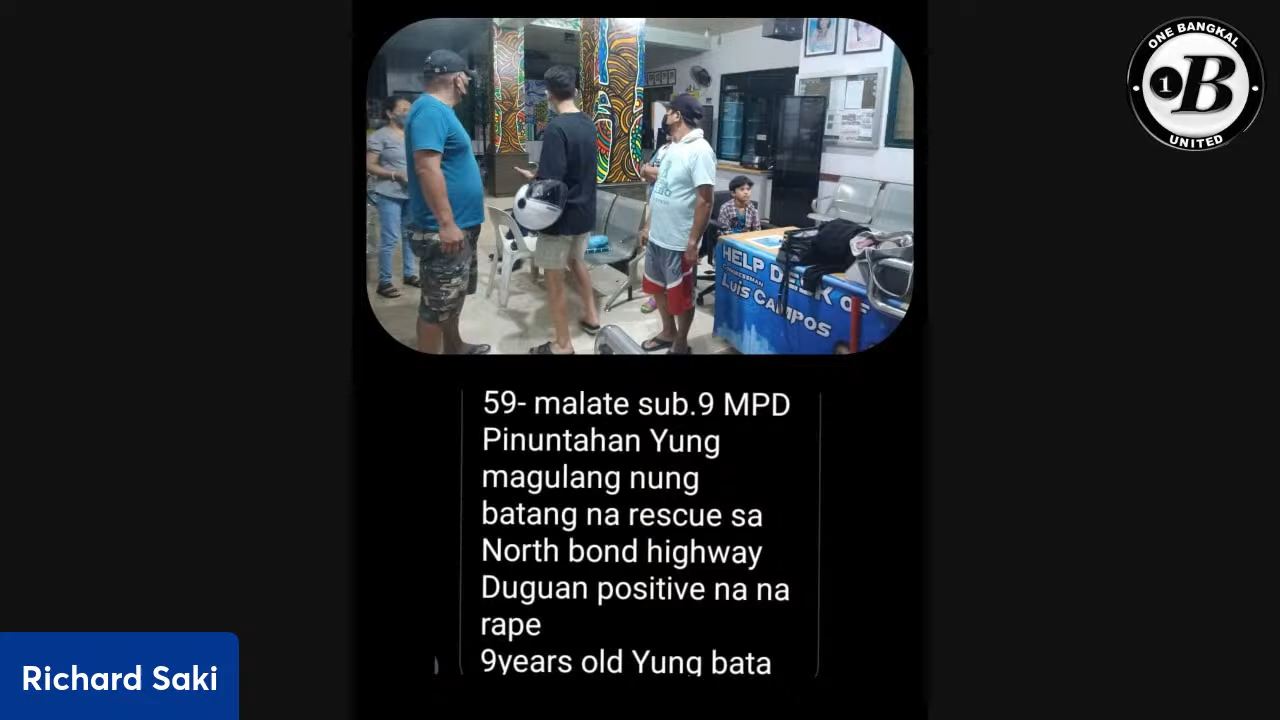 ONE BANGKAL
1B
UNITED
HELP DESK OF
CONGRESSMAN
LUIS CAMPOS
59- malate sub.9 MPD
Pinuntahan Yung
magulang nung
batang na rescue sa
North bond highway
Duguan positive na na
rape
9years old Yung bata
Richard Saki